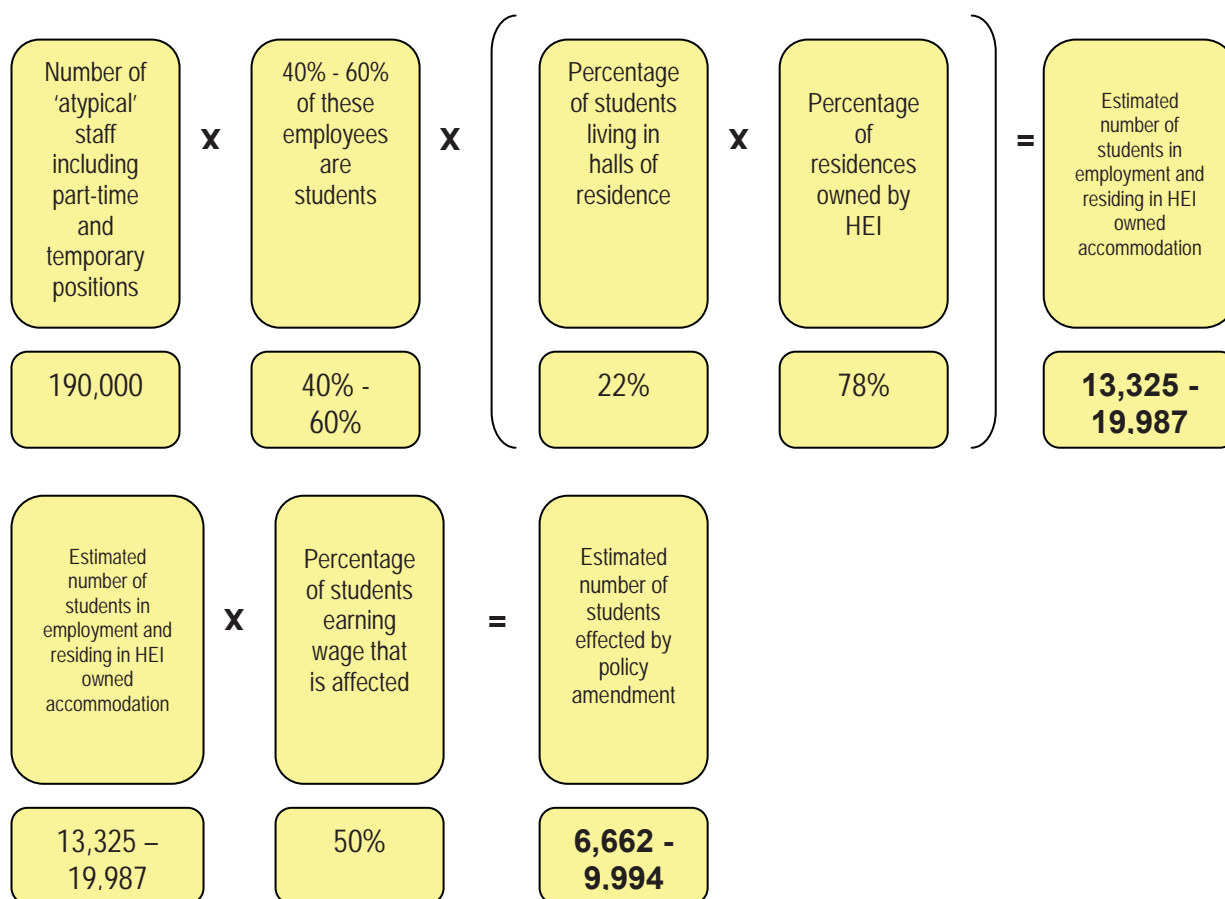 Number of
'atypical'
staff
including
part-time
and
temporary
positions
X
40% - 60%
of these
employees
are
students
X
Percentage
of students
living in
halls of
residence
X
Percentage
of
residences
owned by
HEI
=
Estimated
number of
students in
employment and
residing in HEI
owned
accommodation
190,000
40% -
60%
22%
78%
13,325 -
19,987
Estimated
number of
students in
employment and
residing in HEI
owned
accommodation
X
Percentage
of students
earning
wage that
is affected
=
Estimated
number of
students
effected by
policy
amendment
13,325 –
19,987
50%
6,662 -
9,994